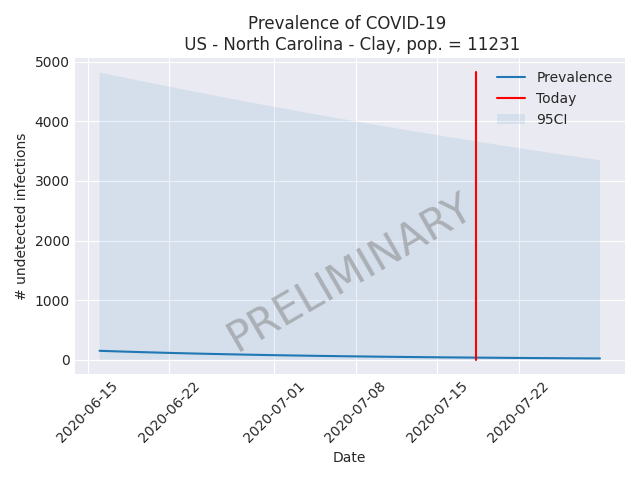 Prevalence of COVID-19
US - North Carolina - Clay, pop. = 11231
Prevalence
Today
95CI
5000
4000
3000
2000
1000
0
# undetected infections
PRELIMINARY
2020-06-15
2020-06-22
2020-07-01
2020-07-08
2020-07-15
2020-07-22
Date